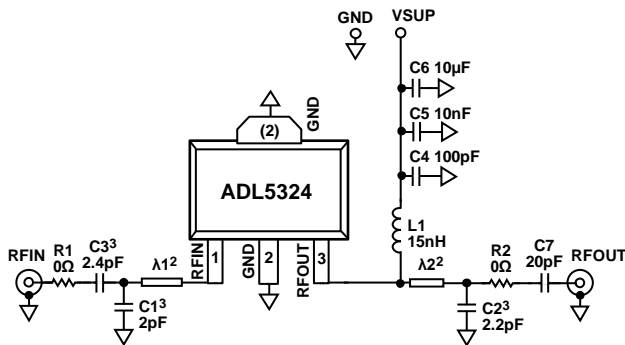 GND
VSUP
C6 10µF
C5 10nF
C4 100pF
GND
(2)
ADL5324
L1
15nH
RFIN
R1
0Ω
C3³
2.4pF
λ1²
RFIN
1
GND
2
RFOUT
3
λ2²
R2
0Ω
C7
20pF
RFOUT
C1³
2pF
C2³
2.2pF